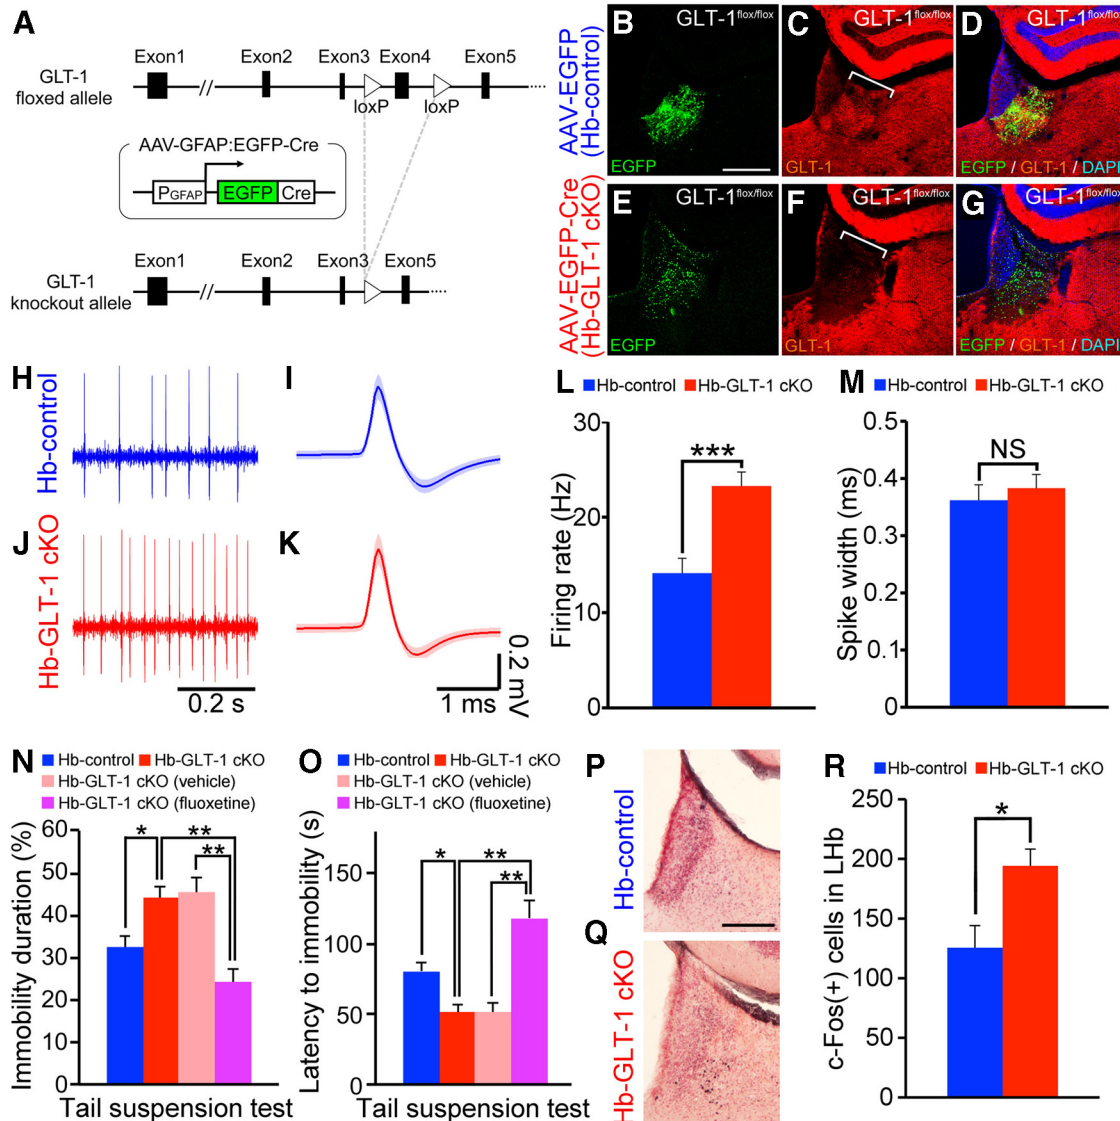 A
Exon1
Exon2
Exon3
Exon4
Exon5
GLT-1
floxed allele
//
loxP
loxP
AAV-GFAP:EGFP-Cre
PGFAP
EGFP
Cre
Exon1
Exon2
Exon3
Exon5
GLT-1
knockout allele
//
AAV-EGFP
(Hb-control)
B
GLT-1flox/flox
EGFP
C
GLT-1flox/flox
GLT-1
D
GLT-1flox/flox
EGFP / GLT-1 / DAPI
AAV-EGFP-Cre
(Hb-GLT-1 cKO)
E
GLT-1flox/flox
EGFP
F
GLT-1flox/flox
GLT-1
G
GLT-1flox/flox
EGFP / GLT-1 / DAPI
H
Hb-control
I
J
Hb-GLT-1 cKO
K
0.2 s
1 ms
0.2 mV
L
Hb-control
Hb-GLT-1 cKO
Firing rate (Hz)
30
20
10
0
***
M
Hb-control
Hb-GLT-1 cKO
Spike width (ms)
0.5
0.4
0.3
0.2
0.1
0
NS
N
Hb-control
Hb-GLT-1 cKO
Hb-GLT-1 cKO (vehicle)
Hb-GLT-1 cKO (fluoxetine)
Immobility duration (%)
60
50
40
30
20
10
0
*
**
**
Tail suspension test
O
Hb-control
Hb-GLT-1 cKO
Hb-GLT-1 cKO (vehicle)
Hb-GLT-1 cKO (fluoxetine)
Latency to immobility (s)
150
100
50
0
*
**
**
Tail suspension test
P
Hb-control
Q
Hb-GLT-1 cKO
R
Hb-control
Hb-GLT-1 cKO
c-Fos(+) cells in LHb
250
200
150
100
50
0
*